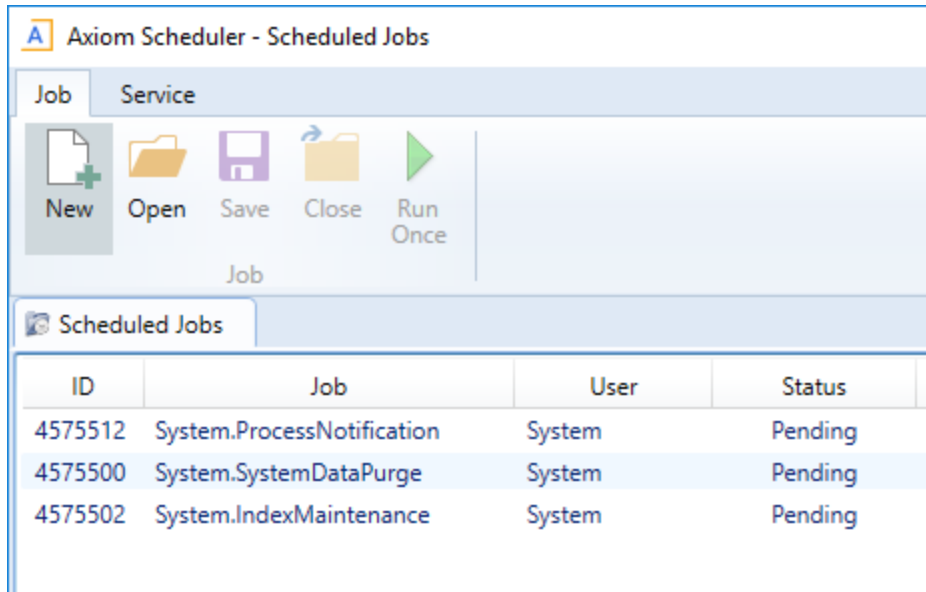 A Axiom Scheduler - Scheduled Jobs
Job Service
New Open Save Close Run Once
Job
Scheduled Jobs
ID Job User Status
4575512 System.ProcessNotification System Pending
4575500 System.SystemDataPurge System Pending
4575502 System.IndexMaintenance System Pending